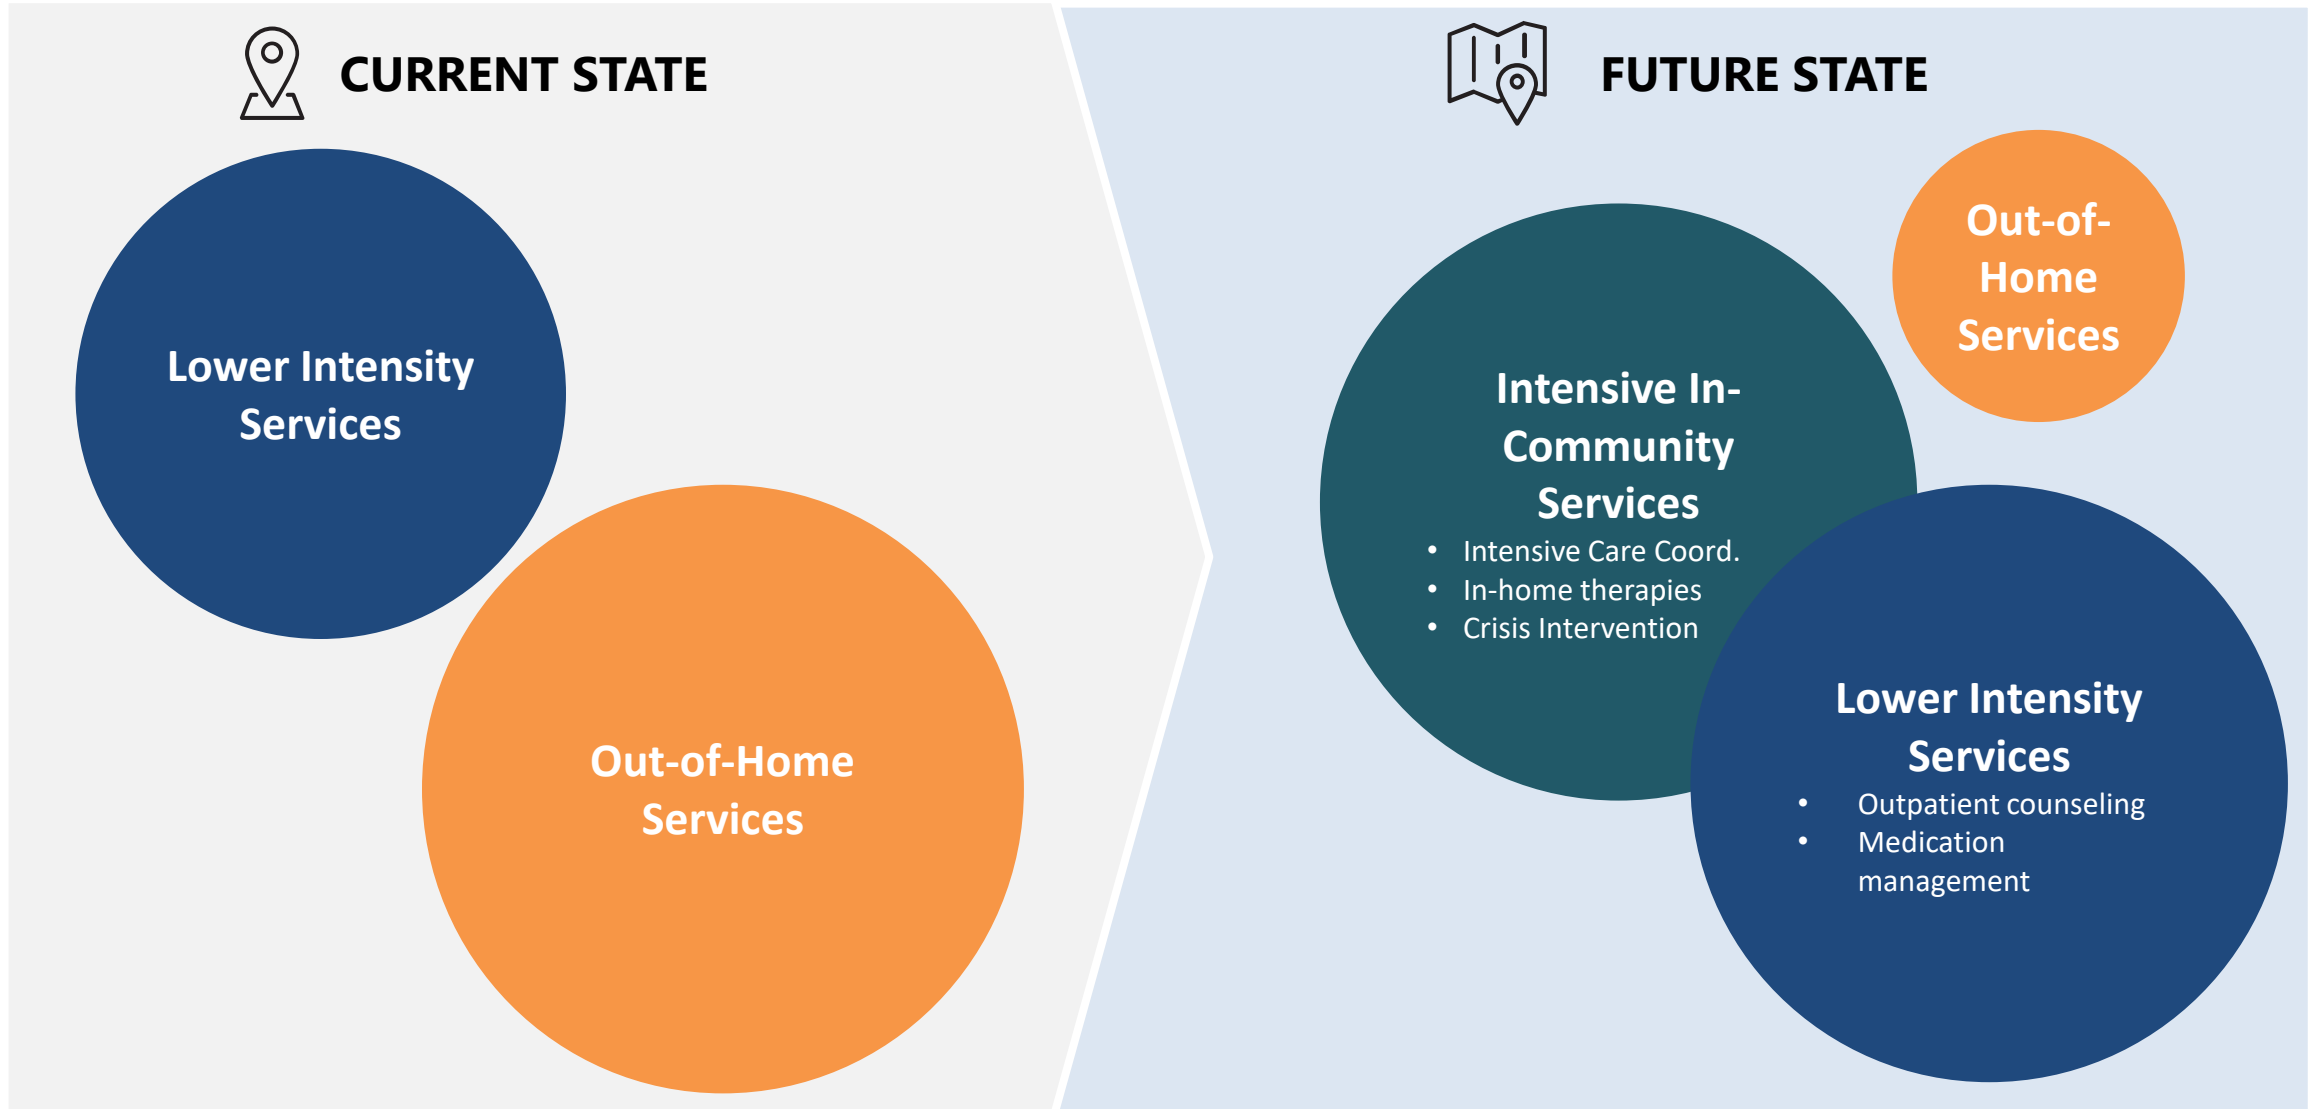 CURRENT STATE
Lower Intensity
Services
Out-of-Home
Services
FUTURE STATE
Out-of-
Home
Services
Intensive In-
Community
Services
• Intensive Care Coord.
• In-home therapies
• Crisis Intervention
Lower Intensity
Services
• Outpatient counseling
• Medication
management